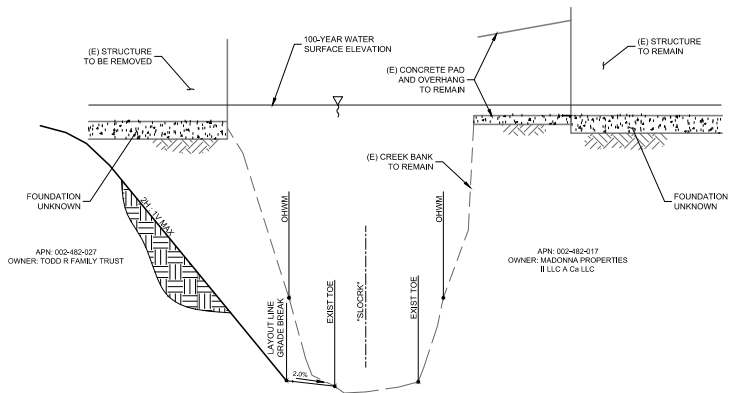 (E) STRUCTURE
TO BE REMOVED
100-YEAR WATER
SURFACE ELEVATION
(E) CONCRETE PAD
AND OVERHANG
TO REMAIN
(E) STRUCTURE
TO REMAIN
(E) CREEK BANK
TO REMAIN
FOUNDATION
UNKNOWN
FOUNDATION
UNKNOWN
2H : 1V MAX
OHWM
OHWM
APN: 002-482-027
OWNER: TODD R FAMILY TRUST
APN: 002-482-017
OWNER: MADONNA PROPERTIES
II LLC A Ca LLC
LAYOUT LINE
GRADE BREAK
EXIST TOE
"SLOCRK"
EXIST TOE
2.0%